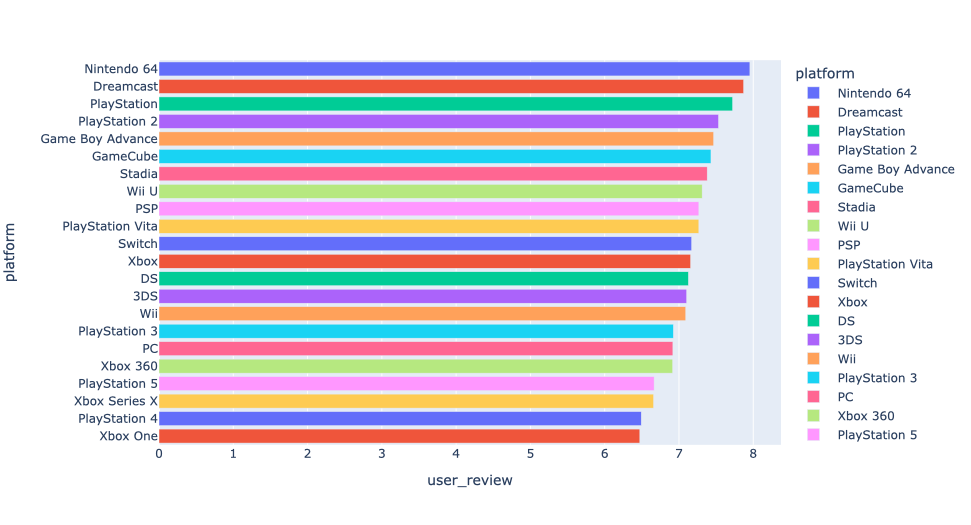 platform
Nintendo 64
Dreamcast
PlayStation
PlayStation 2
Game Boy Advance
GameCube
Stadia
Wii U
PSP
PlayStation Vita
Switch
Xbox
DS
3DS
Wii
PlayStation 3
PC
Xbox 360
PlayStation 5
Xbox Series X
PlayStation 4
Xbox One
0 1 2 3 4 5 6 7 8
user_review
platform
Nintendo 64
Dreamcast
PlayStation
PlayStation 2
Game Boy Advance
GameCube
Stadia
Wii U
PSP
PlayStation Vita
Switch
Xbox
DS
3DS
Wii
PlayStation 3
PC
Xbox 360
PlayStation 5